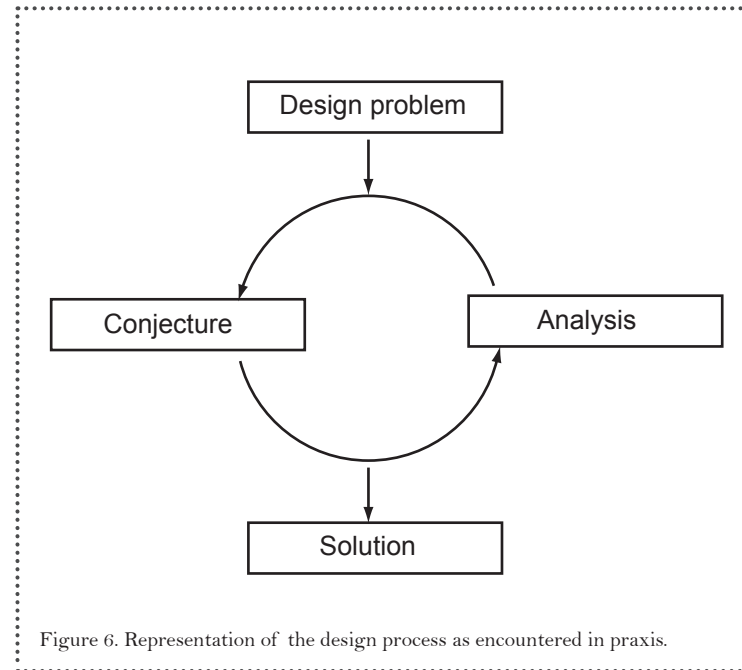 Design problem
Conjecture
Analysis
Solution
Figure 6. Representation of the design process as encountered in praxis.